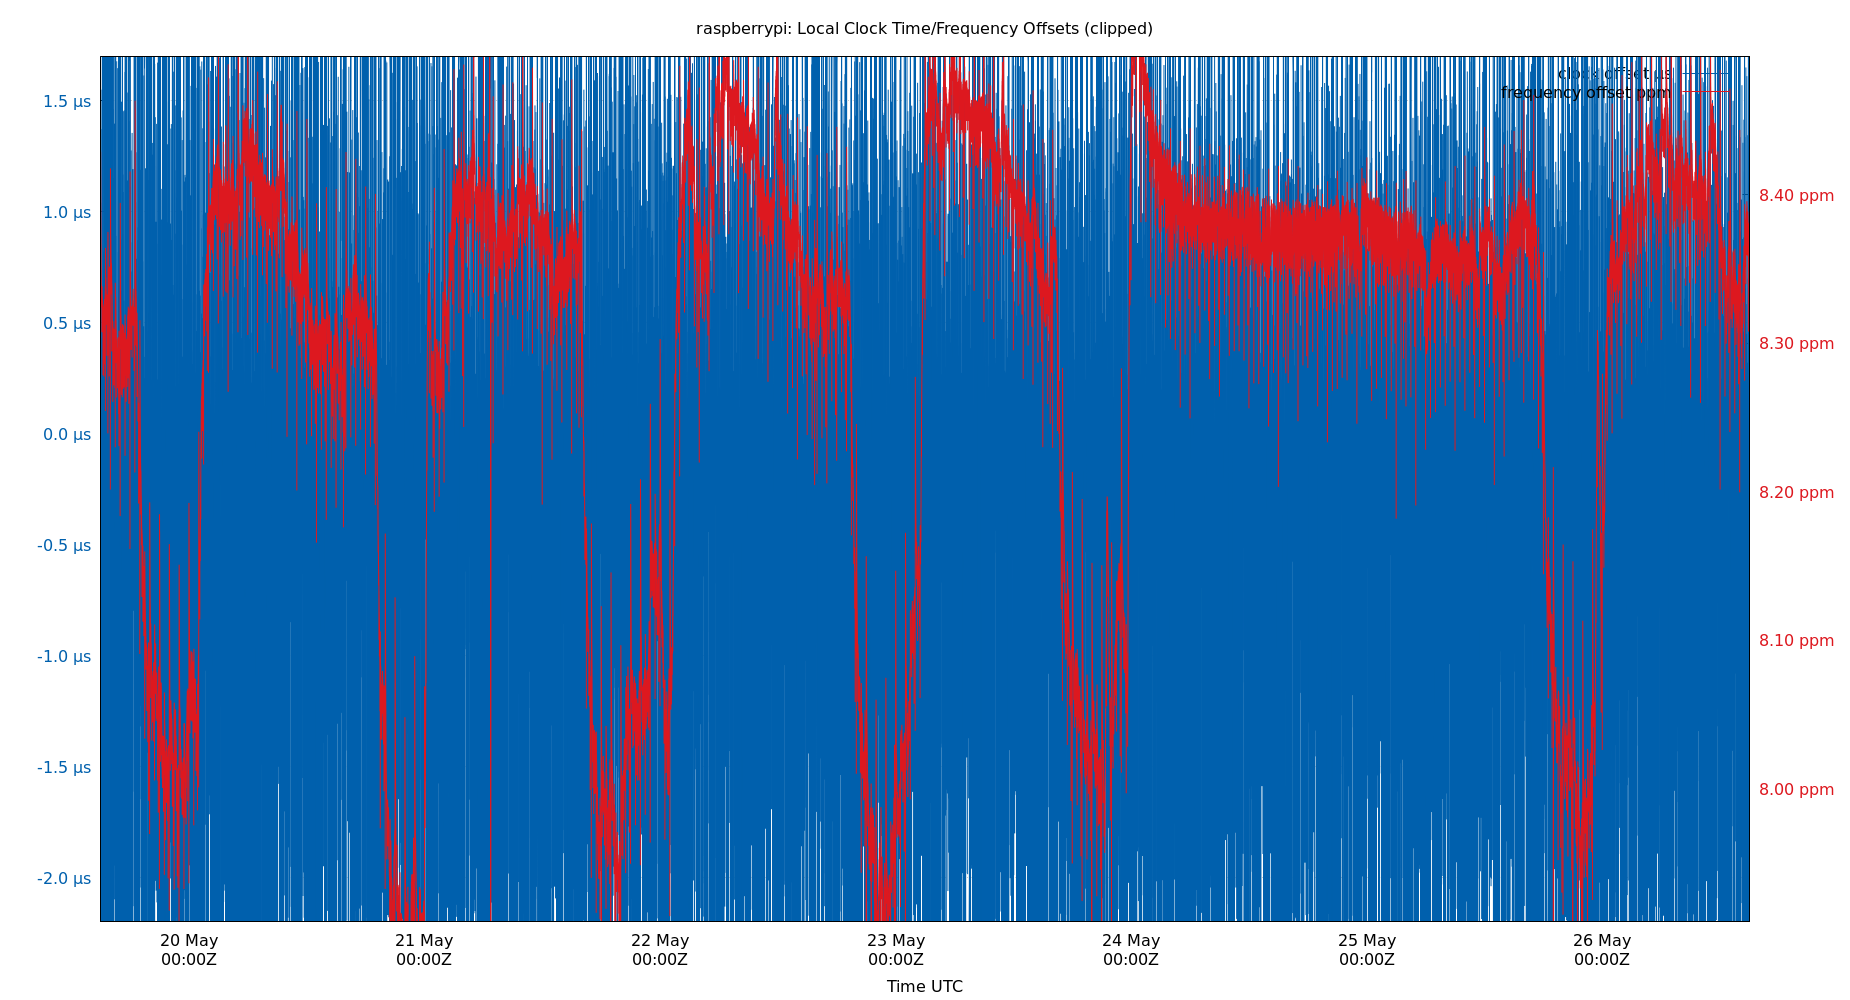 raspberrypi: Local Clock Time/Frequency Offsets (clipped)
clock offset µs
frequency offset ppm
1.5 µs
1.0 µs
0.5 µs
0.0 µs
-0.5 µs
-1.0 µs
-1.5 µs
-2.0 µs
8.40 ppm
8.30 ppm
8.20 ppm
8.10 ppm
8.00 ppm
20 May
00:00Z
21 May
00:00Z
22 May
00:00Z
23 May
00:00Z
24 May
00:00Z
25 May
00:00Z
26 May
00:00Z
Time UTC